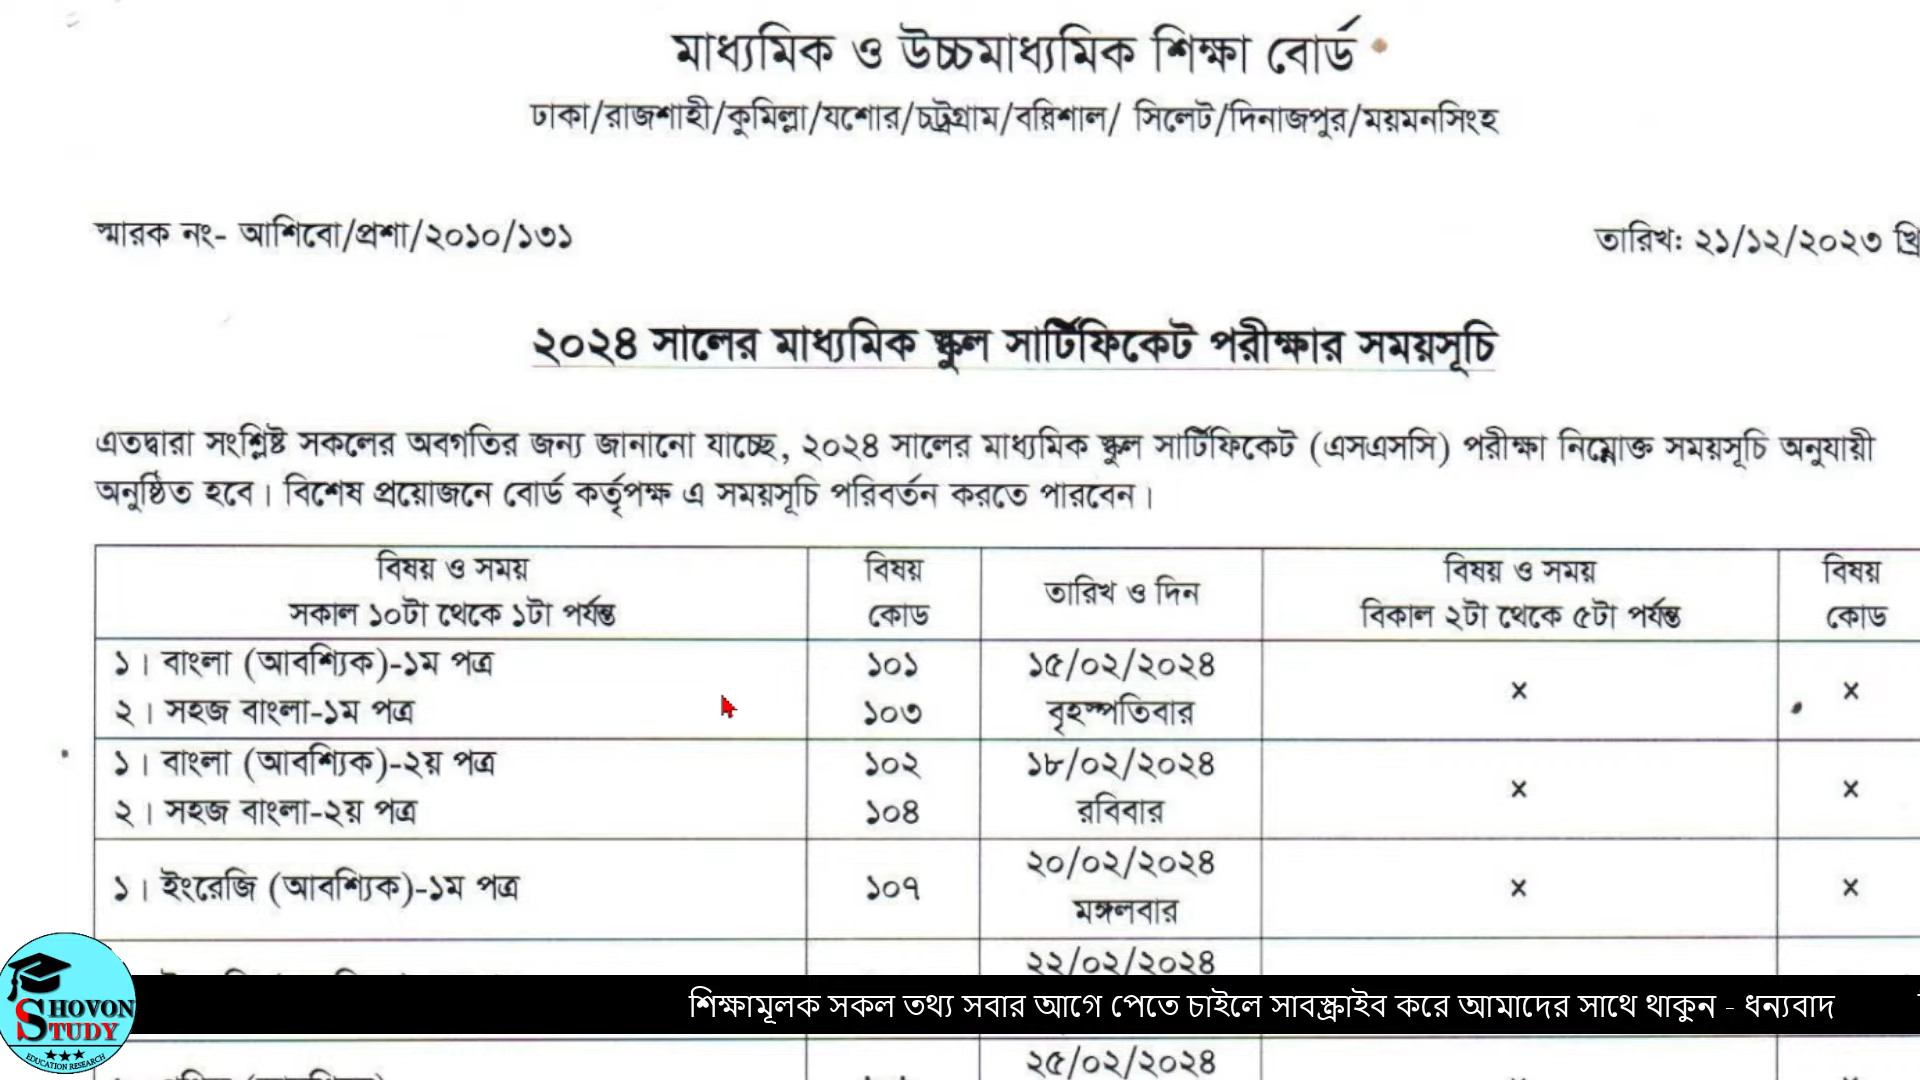 মাধ্যমিক ও উচ্চমাধ্যমিক শিক্ষা বোর্ড
ঢাকা/রাজশাহী/কুমিল্লা/যশোর/চট্টগ্রাম/বরিশাল/ সিলেট/দিনাজপুর/ময়মনসিংহ
স্মারক নং- আশিবো/প্রশা/২০১০/১৩১
তারিখ: ২১/১২/২০২৩ খ্রি
২০২৪ সালের মাধ্যমিক স্কুল সার্টিফিকেট পরীক্ষার সময়সূচি
এতদ্বারা সংশ্লিষ্ট সকলের অবগতির জন্য জানানো যাচ্ছে, ২০২৪ সালের মাধ্যমিক স্কুল সার্টিফিকেট (এসএসসি) পরীক্ষা নিম্নোক্ত সময়সূচি অনুযায়ী
অনুষ্ঠিত হবে। বিশেষ প্রয়োজনে বোর্ড কর্তৃপক্ষ এ সময়সূচি পরিবর্তন করতে পারবেন।
বিষয় ও সময়
সকাল ১০টা থেকে ১টা পর্যন্ত
বিষয়
কোড
তারিখ ও দিন
বিষয় ও সময়
বিকাল ২টা থেকে ৫টা পর্যন্ত
বিষয়
কোড
১। বাংলা (আবশ্যিক)-১ম পত্র
২। সহজ বাংলা-১ম পত্র
১০১
১০৩
১৫/০২/২০২৪
বৃহস্পতিবার
×
×
১। বাংলা (আবশ্যিক)-২য় পত্র
২। সহজ বাংলা-২য় পত্র
১০২
১০৪
১৮/০২/২০২৪
রবিবার
×
×
১। ইংরেজি (আবশ্যিক)-১ম পত্র
১০৭
২০/০২/২০২৪
মঙ্গলবার
×
×
২২/০২/২০২৪
শিক্ষামূলক সকল তথ্য সবার আগে পেতে চাইলে সাবস্ক্রাইব করে আমাদের সাথে থাকুন - ধন্যবাদ
২৫/০২/২০২৪
SHOVON
STUDY
EDUCATION RESEARCH